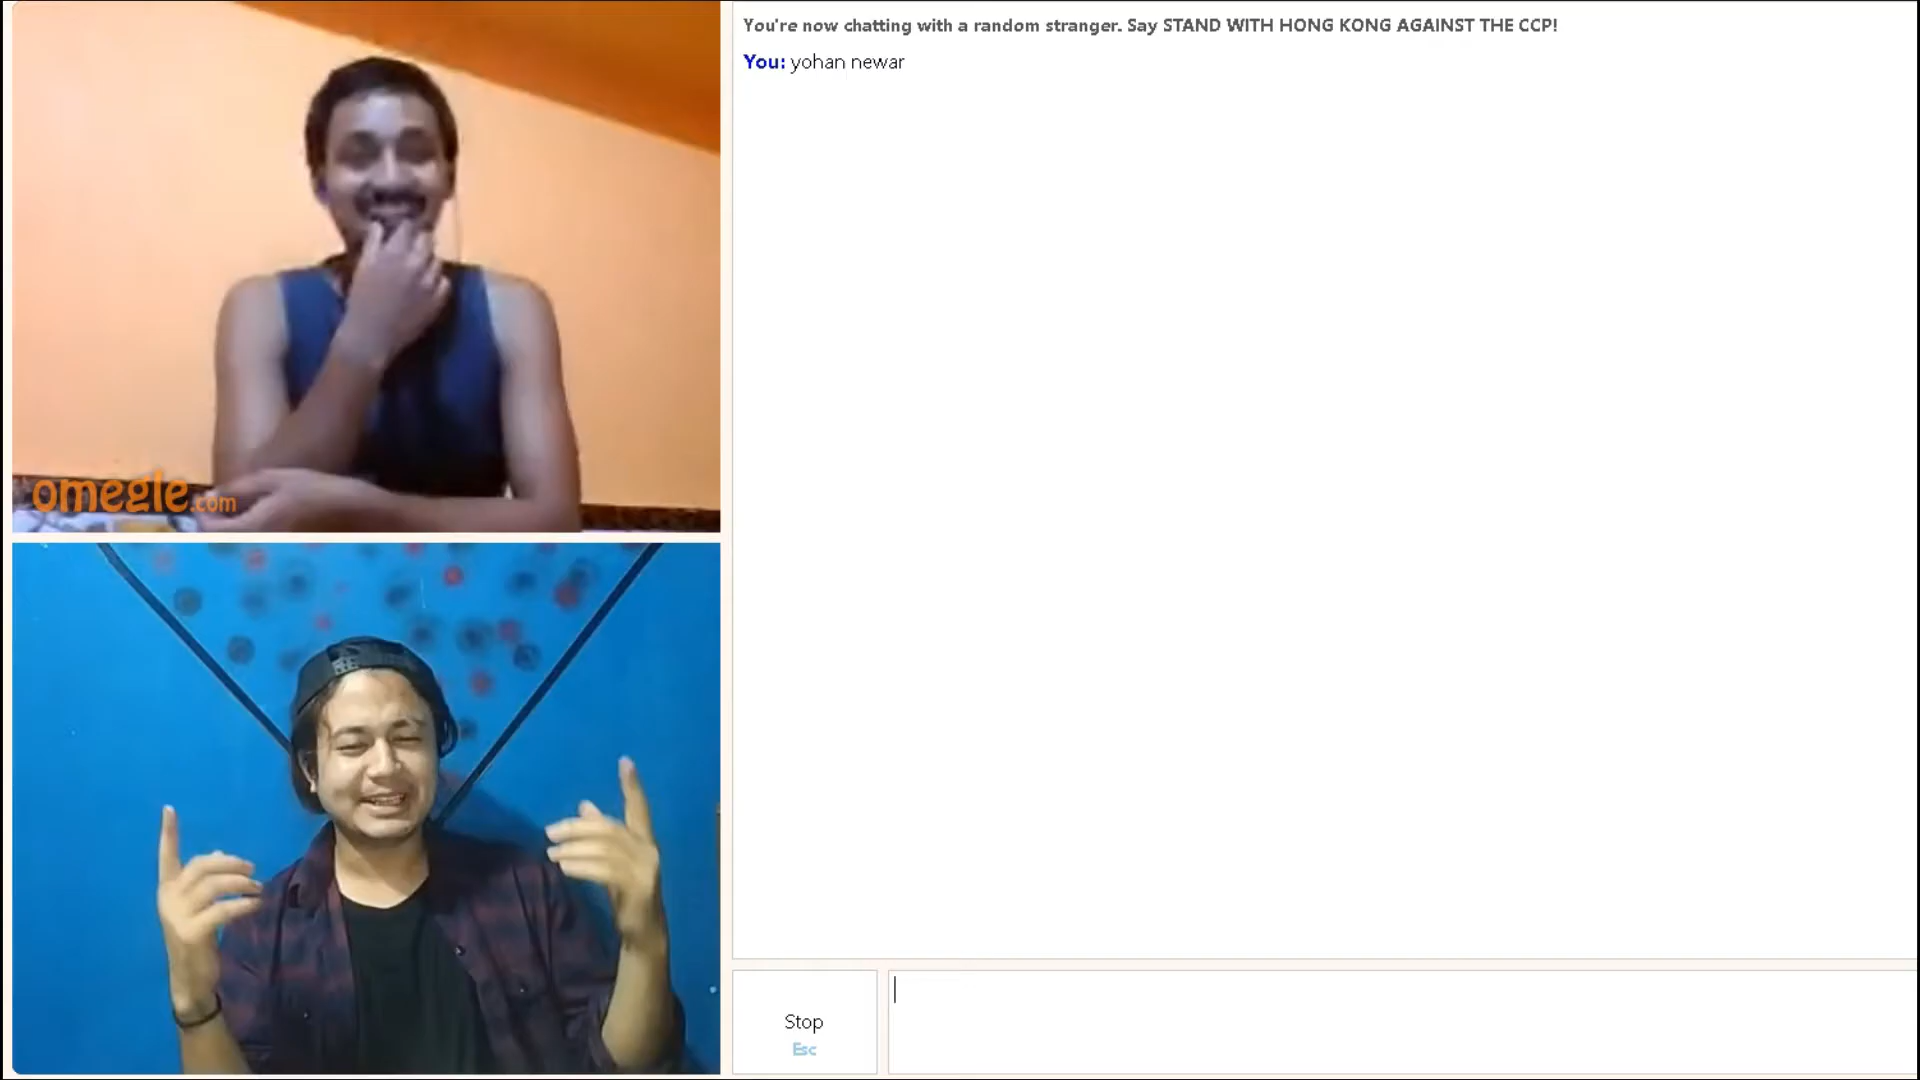 You're now chatting with a random stranger. Say STAND WITH HONG KONG AGAINST THE CCP!
You: yohan newar
omegle.com
Stop
Esc